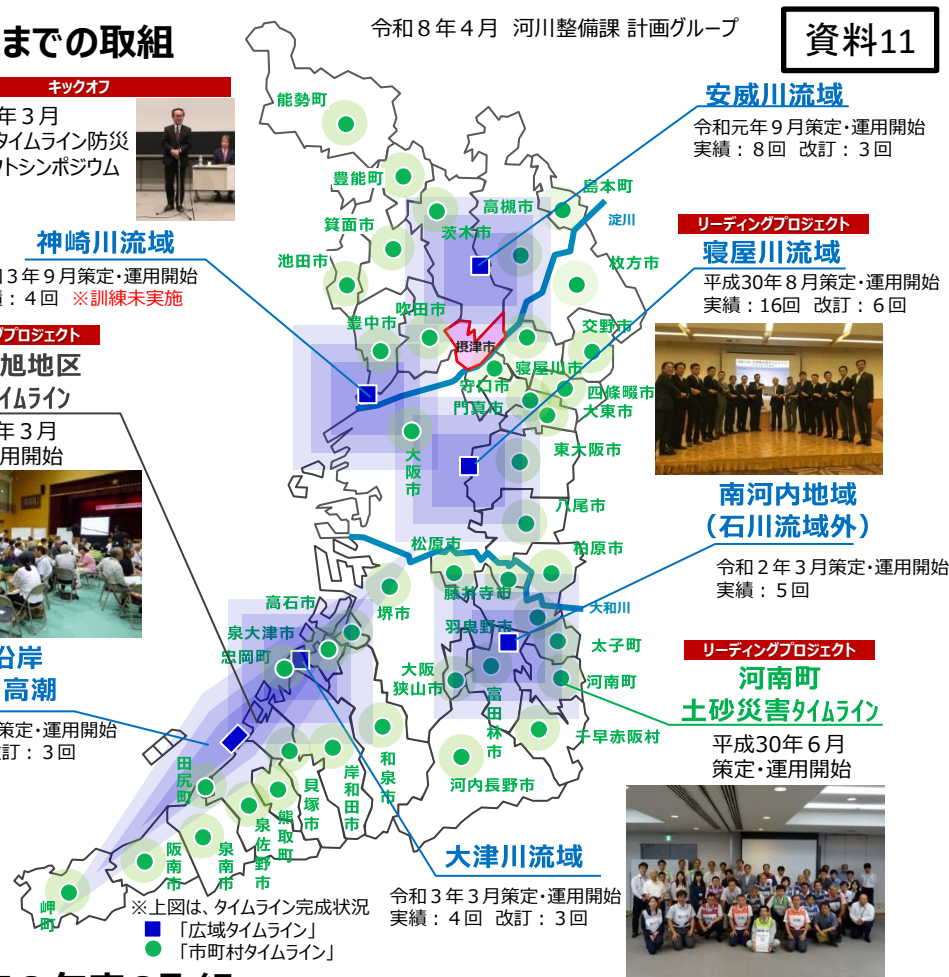 までの取組
令和８年４月 河川整備課 計画グループ
資料11
キックオフ
年３月
タイムライン防災
クトシンポジウム
安威川流域
令和元年９月策定・運用開始
実績：８回 改訂：３回
神崎川流域
３年９月策定・運用開始
：４回 ※訓練未実施
リーディングプロジェクト
寝屋川流域
平成30年８月策定・運用開始
実績：16回 改訂：６回
プロジェクト
旭地区
イムライン
年３月
用開始
南河内地域
（石川流域外）
令和２年３月策定・運用開始
実績：５回
沿岸
高潮
策定・運用開始
訂：３回
リーディングプロジェクト
河南町
土砂災害タイムライン
平成30年６月
策定・運用開始
大津川流域
令和３年３月策定・運用開始
実績：４回 改訂：３回
能勢町
豊能町
島本町
高槻市
茨木市
淀川
箕面市
池田市
枚方市
吹田市
豊中市
交野市
摂津市
寝屋川市
守口市
四條畷市
門真市
大東市
大阪市
東大阪市
八尾市
松原市
柏原市
藤井寺市
大和川
高石市
堺市
泉大津市
羽曳野市
忠岡町
太子町
大阪狭山市
河南町
富田林市
千早赤阪村
河内長野市
和泉市
岸和田市
貝塚市
田尻町
熊取町
泉佐野市
泉南市
阪南市
岬町
※上図は、タイムライン完成状況
「広域タイムライン」
「市町村タイムライン」